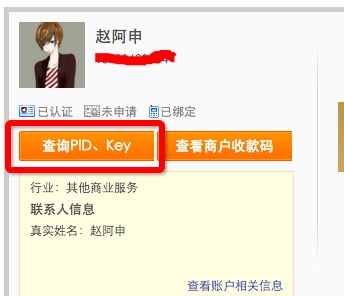 赵阿申
已认证 未申请 已绑定
查询PID、Key 查看商户收款码
行业：其他商业服务
联系人信息
真实姓名：赵阿申
查看账户相关信息